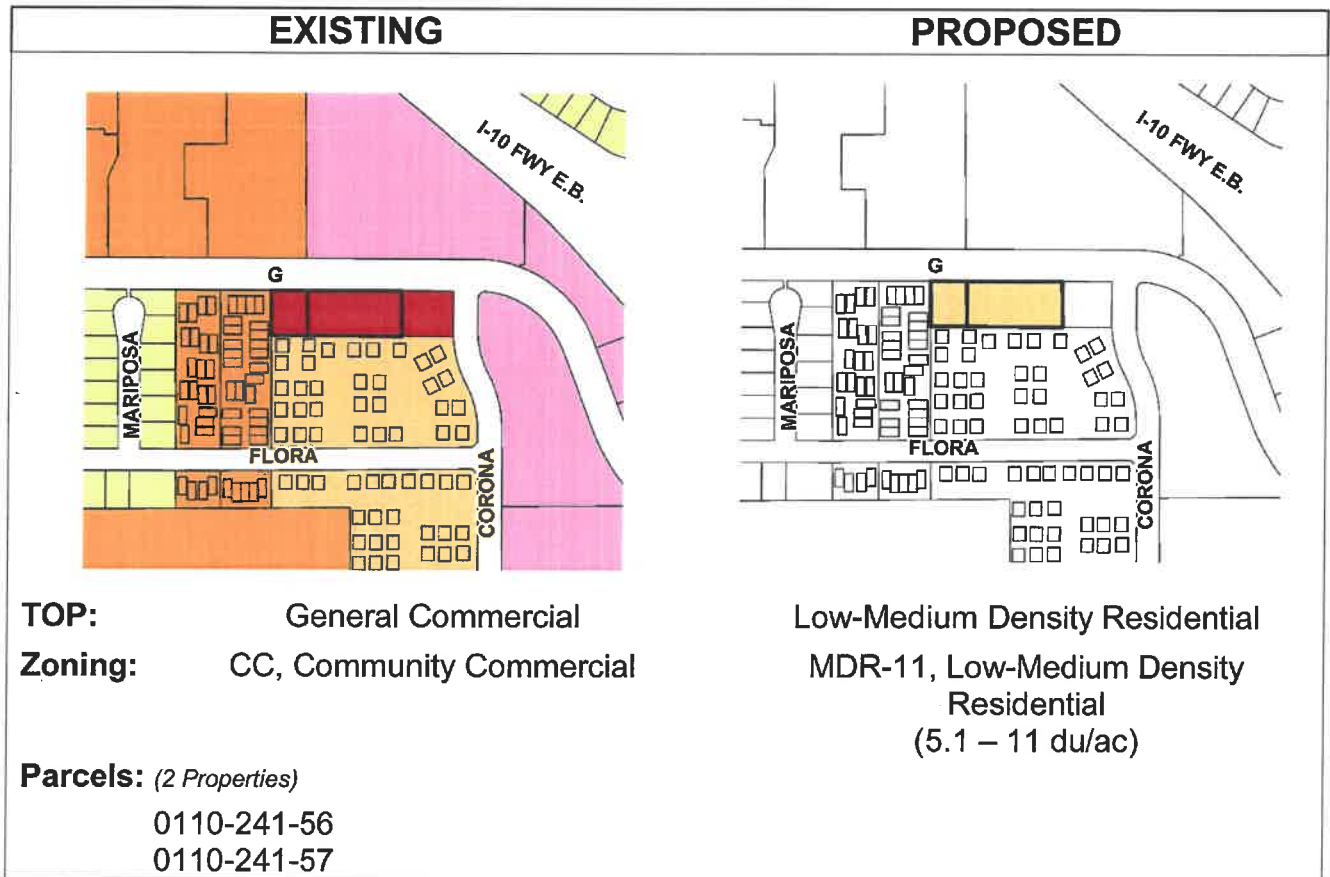 EXISTING
PROPOSED
I-10 FWY E.B.
G
MARIPOSA
FLORA
CORONA
I-10 FWY E.B.
G
MARIPOSA
FLORA
CORONA
TOP: General Commercial
Low-Medium Density Residential
Zoning: CC, Community Commercial
MDR-11, Low-Medium Density
Residential
(5.1 – 11 du/ac)
Parcels: (2 Properties)
0110-241-56
0110-241-57